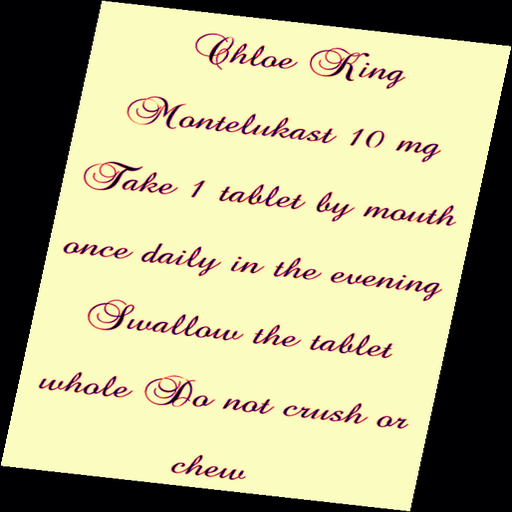 Chloe King
Montelukast 10 mg
Take 1 tablet by mouth
once daily in the evening
Swallow the tablet
whole Do not crush or
chew